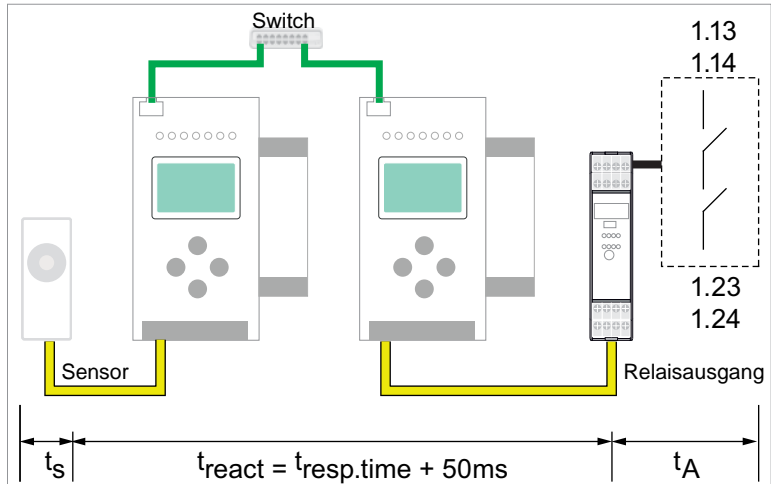 Switch
1.13
1.14
1.23
1.24
Sensor
Relaisausgang
ts
treact = tresp.time + 50ms
tA